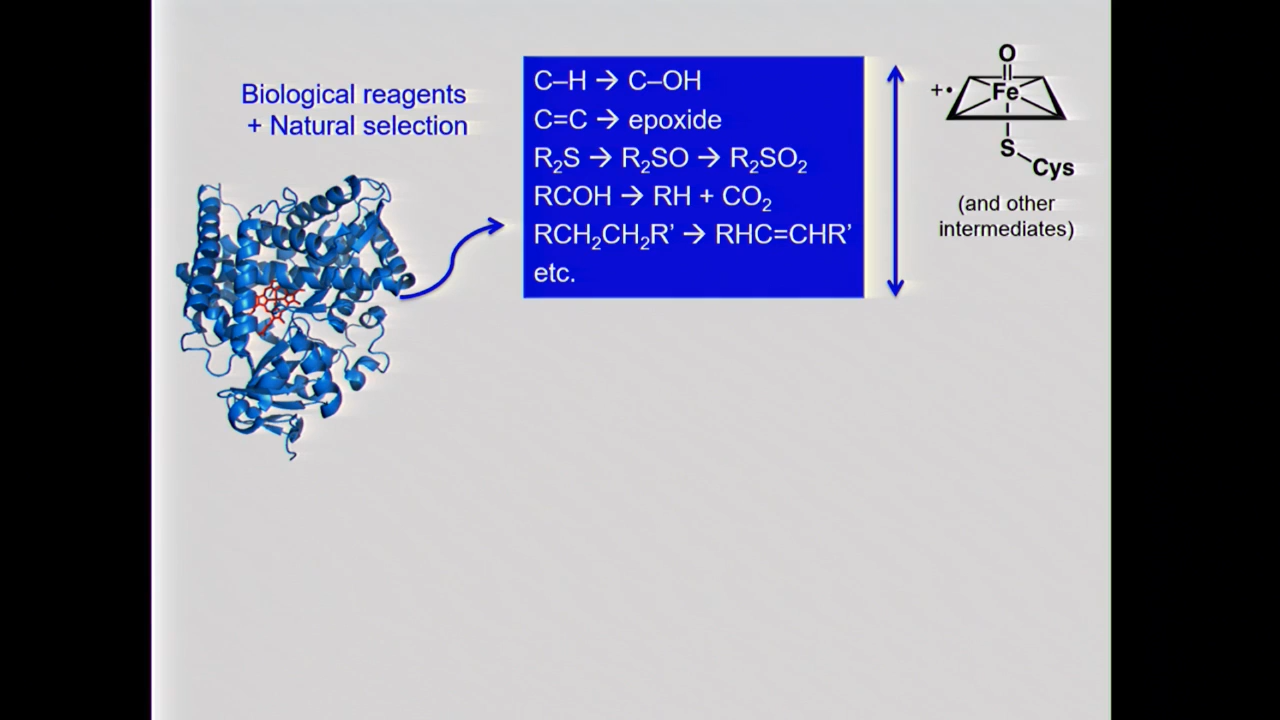 Biological reagents
+ Natural selection
C–H → C–OH
C=C → epoxide
R₂S → R₂SO → R₂SO₂
RCOH → RH + CO₂
RCH₂CH₂R’ → RHC=CHR’
etc.
O
+• Fe
S
Cys
(and other
intermediates)